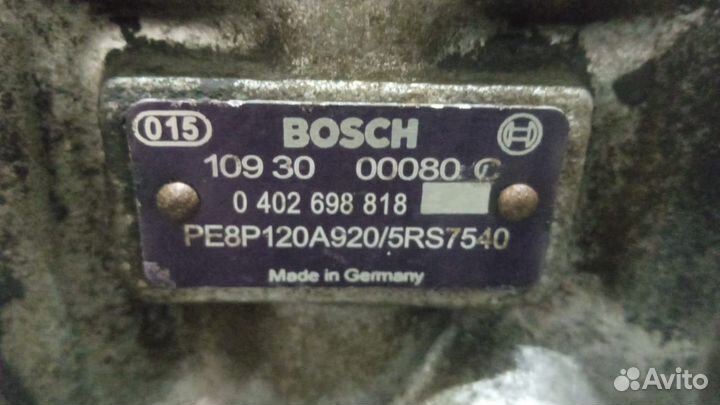 015 BOSCH
109 30 00080 C
0 402 698 818
PE8P120A920/5RS7540
Made in Germany
Avito